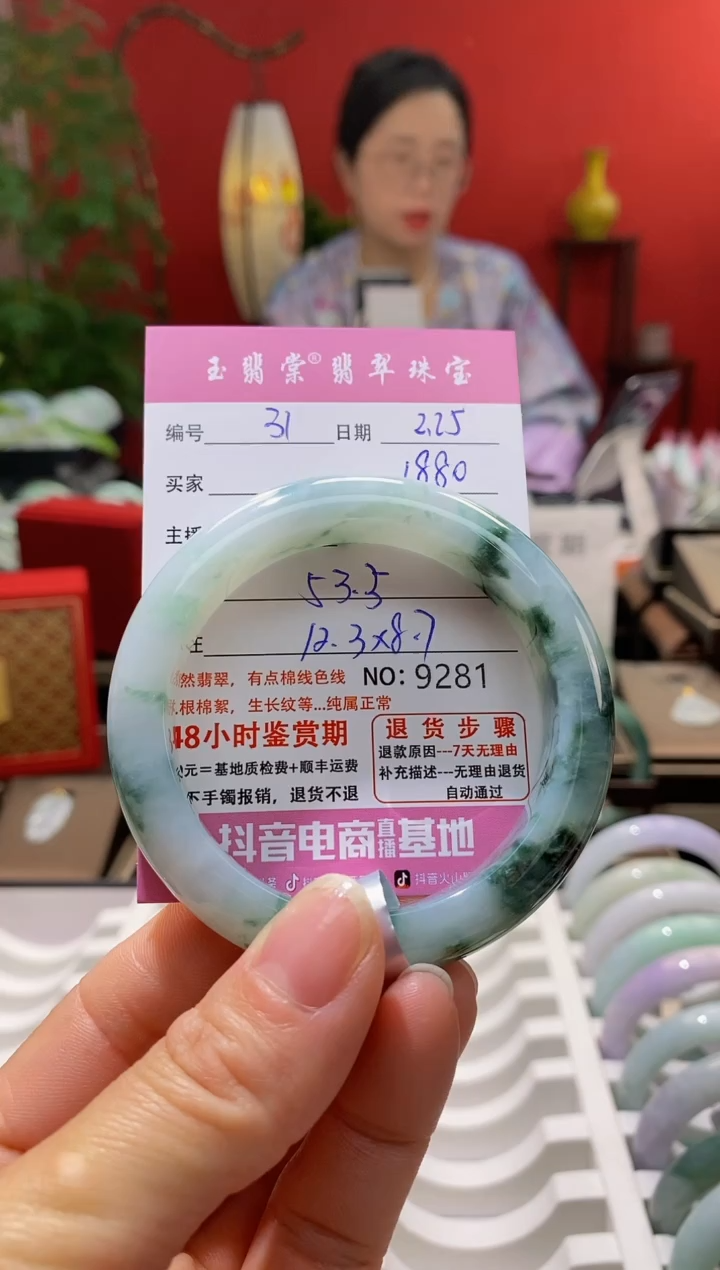 玉翡棠®翡翠珠宝
编号 31 日期 2.25
买家 1880
主播
53.5
12.3x8.7
然翡翠,有点棉线色线 NO: 9281
根棉絮,生长纹等...纯属正常
48小时鉴赏期
元=基地质检费+顺丰运费
下手镯报销,退货不退
退货步骤
退款原因---7天无理由
补充描述---无理由退货
自动通过
抖音电商直播基地
抖音火山